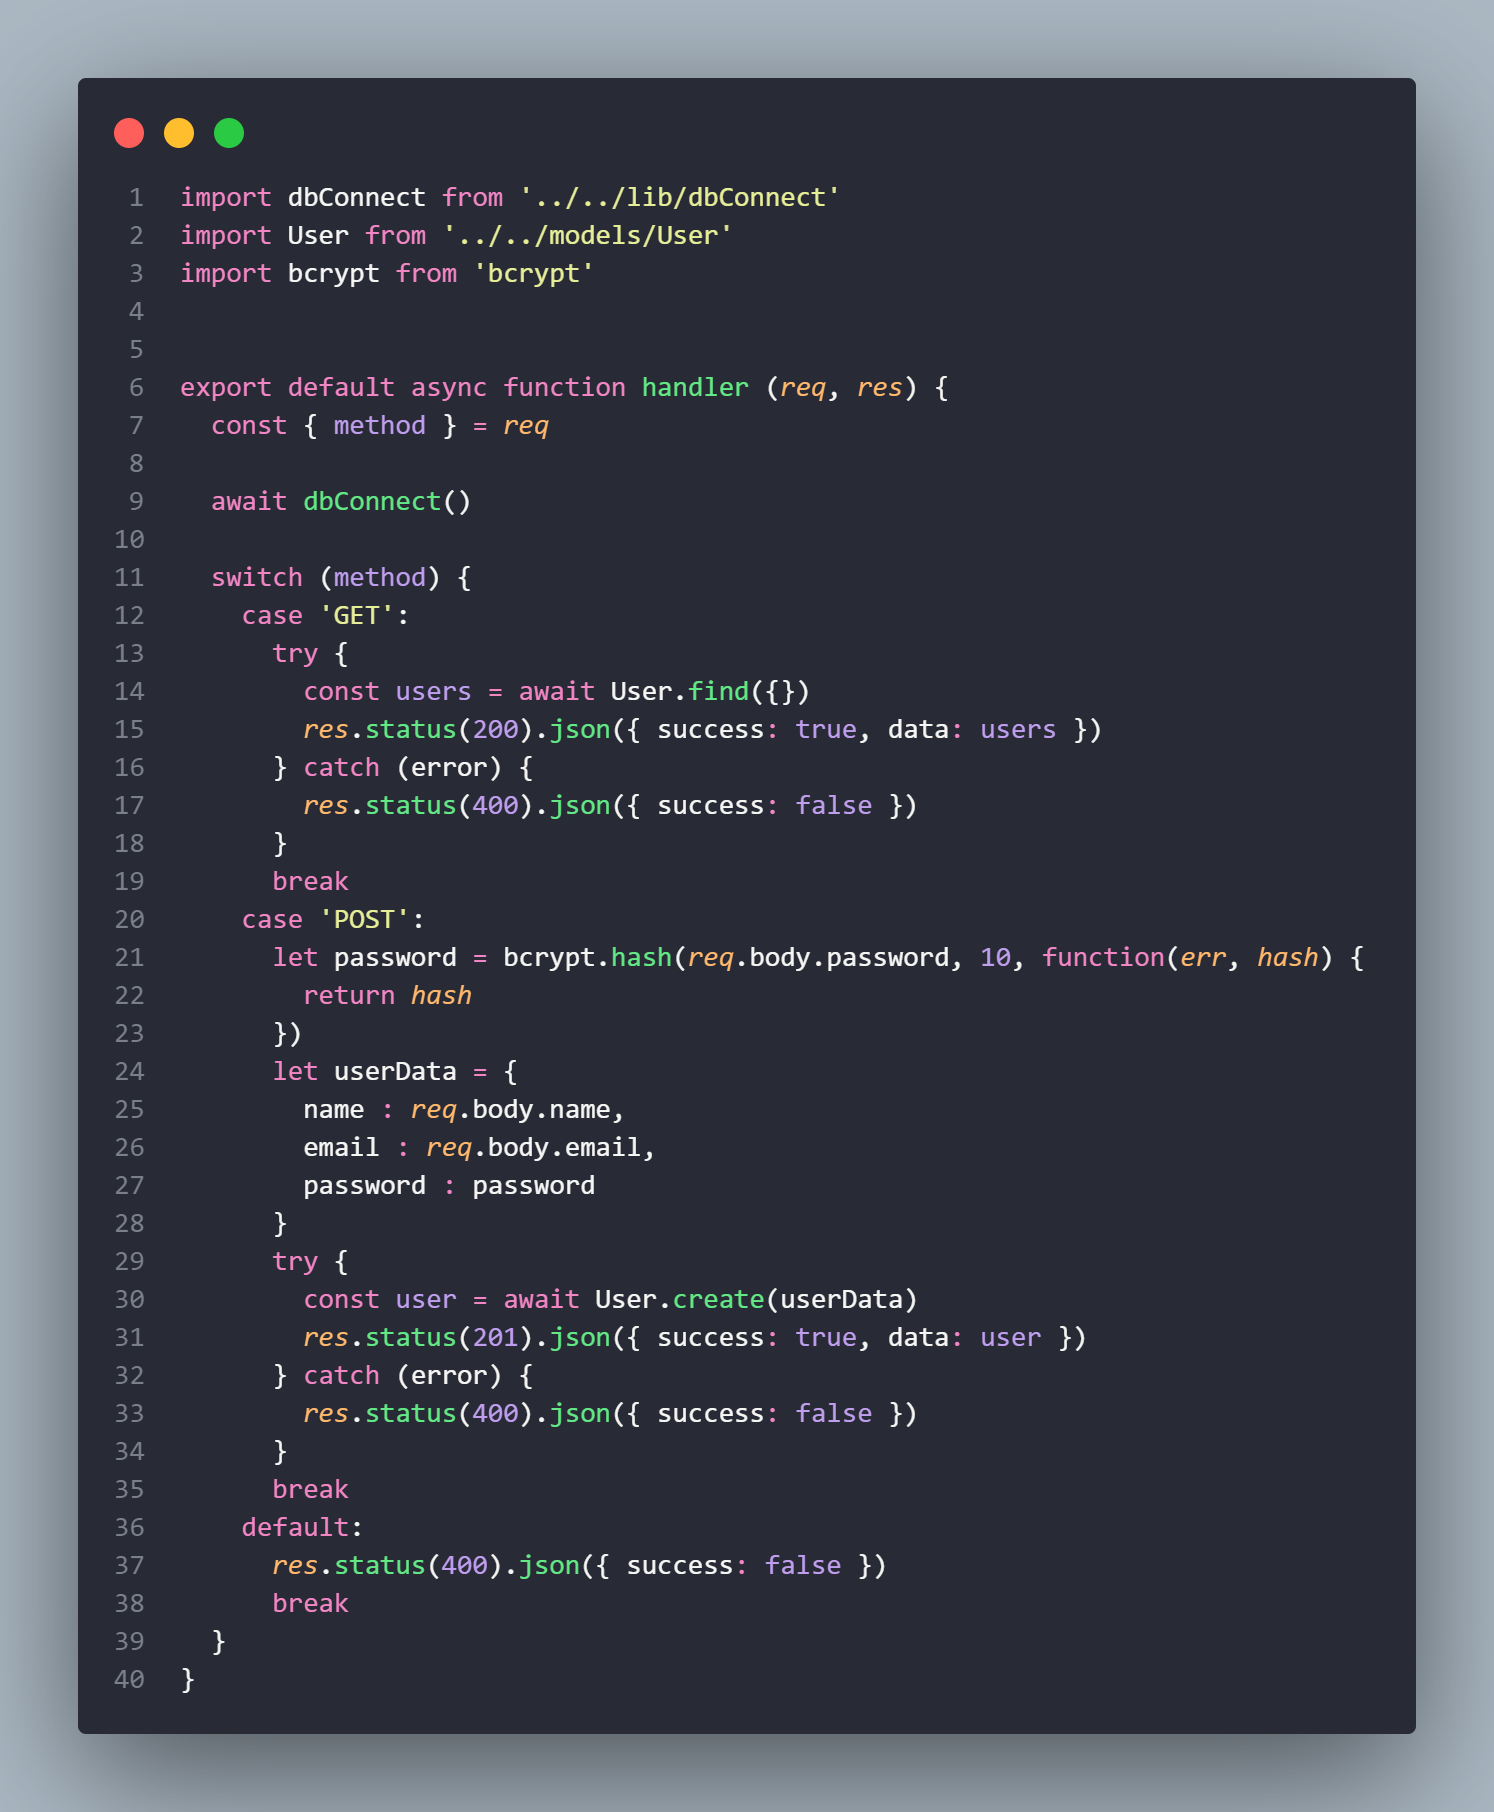 1 import dbConnect from '../../lib/dbConnect'
2 import User from '../../models/User'
3 import bcrypt from 'bcrypt'
4
5
6 export default async function handler (req, res) {
7   const { method } = req
8
9   await dbConnect()
10
11   switch (method) {
12     case 'GET':
13       try {
14         const users = await User.find({})
15         res.status(200).json({ success: true, data: users })
16       } catch (error) {
17         res.status(400).json({ success: false })
18       }
19       break
20     case 'POST':
21       let password = bcrypt.hash(req.body.password, 10, function(err, hash) {
22         return hash
23       })
24       let userData = {
25         name : req.body.name,
26         email : req.body.email,
27         password : password
28       }
29       try {
30         const user = await User.create(userData)
31         res.status(201).json({ success: true, data: user })
32       } catch (error) {
33         res.status(400).json({ success: false })
34       }
35       break
36     default:
37       res.status(400).json({ success: false })
38       break
39   }
40 }